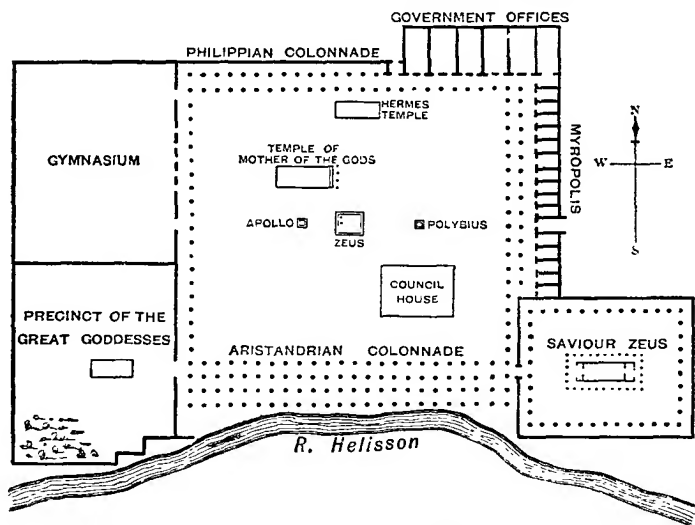 GOVERNMENT OFFICES
PHILIPPIAN COLONNADE
HERMES
TEMPLE
TEMPLE OF
MOTHER OF THE GODS
GYMNASIUM
MYROPOLIS
N
W
E
S
APOLLO
ZEUS
POLYBIUS
COUNCIL
HOUSE
PRECINCT OF THE
GREAT GODDESSES
ARISTANDRIAN COLONNADE
SAVIOUR ZEUS
R. Helisson